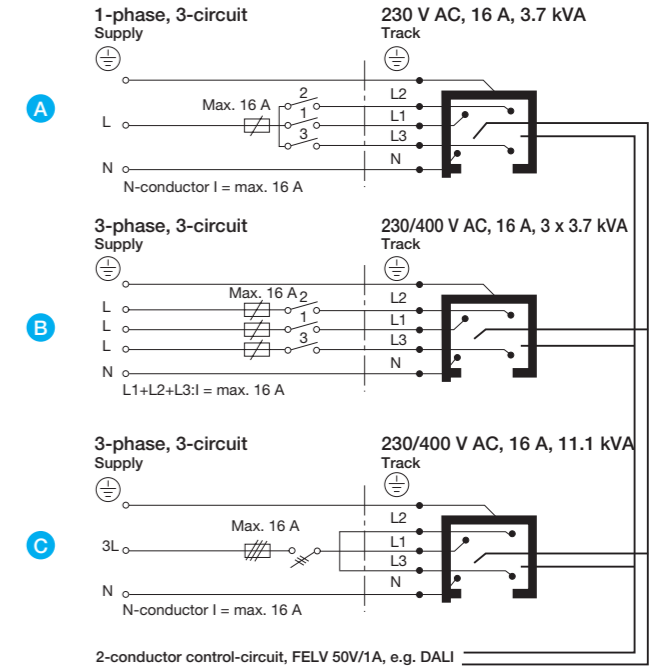 1-phase, 3-circuit
Supply
230 V AC, 16 A, 3.7 kVA
Track
A
L
Max. 16 A
2
1
3
L2
L1
L3
N
N
N-conductor I = max. 16 A
3-phase, 3-circuit
Supply
230/400 V AC, 16 A, 3 x 3.7 kVA
Track
B
L
L
L
Max. 16 A
2
1
3
L2
L1
L3
N
N
L1+L2+L3:I = max. 16 A
3-phase, 3-circuit
Supply
230/400 V AC, 16 A, 11.1 kVA
Track
C
3L
Max. 16 A
L2
L1
L3
N
N
N-conductor I = max. 16 A
2-conductor control-circuit, FELV 50V/1A, e.g. DALI